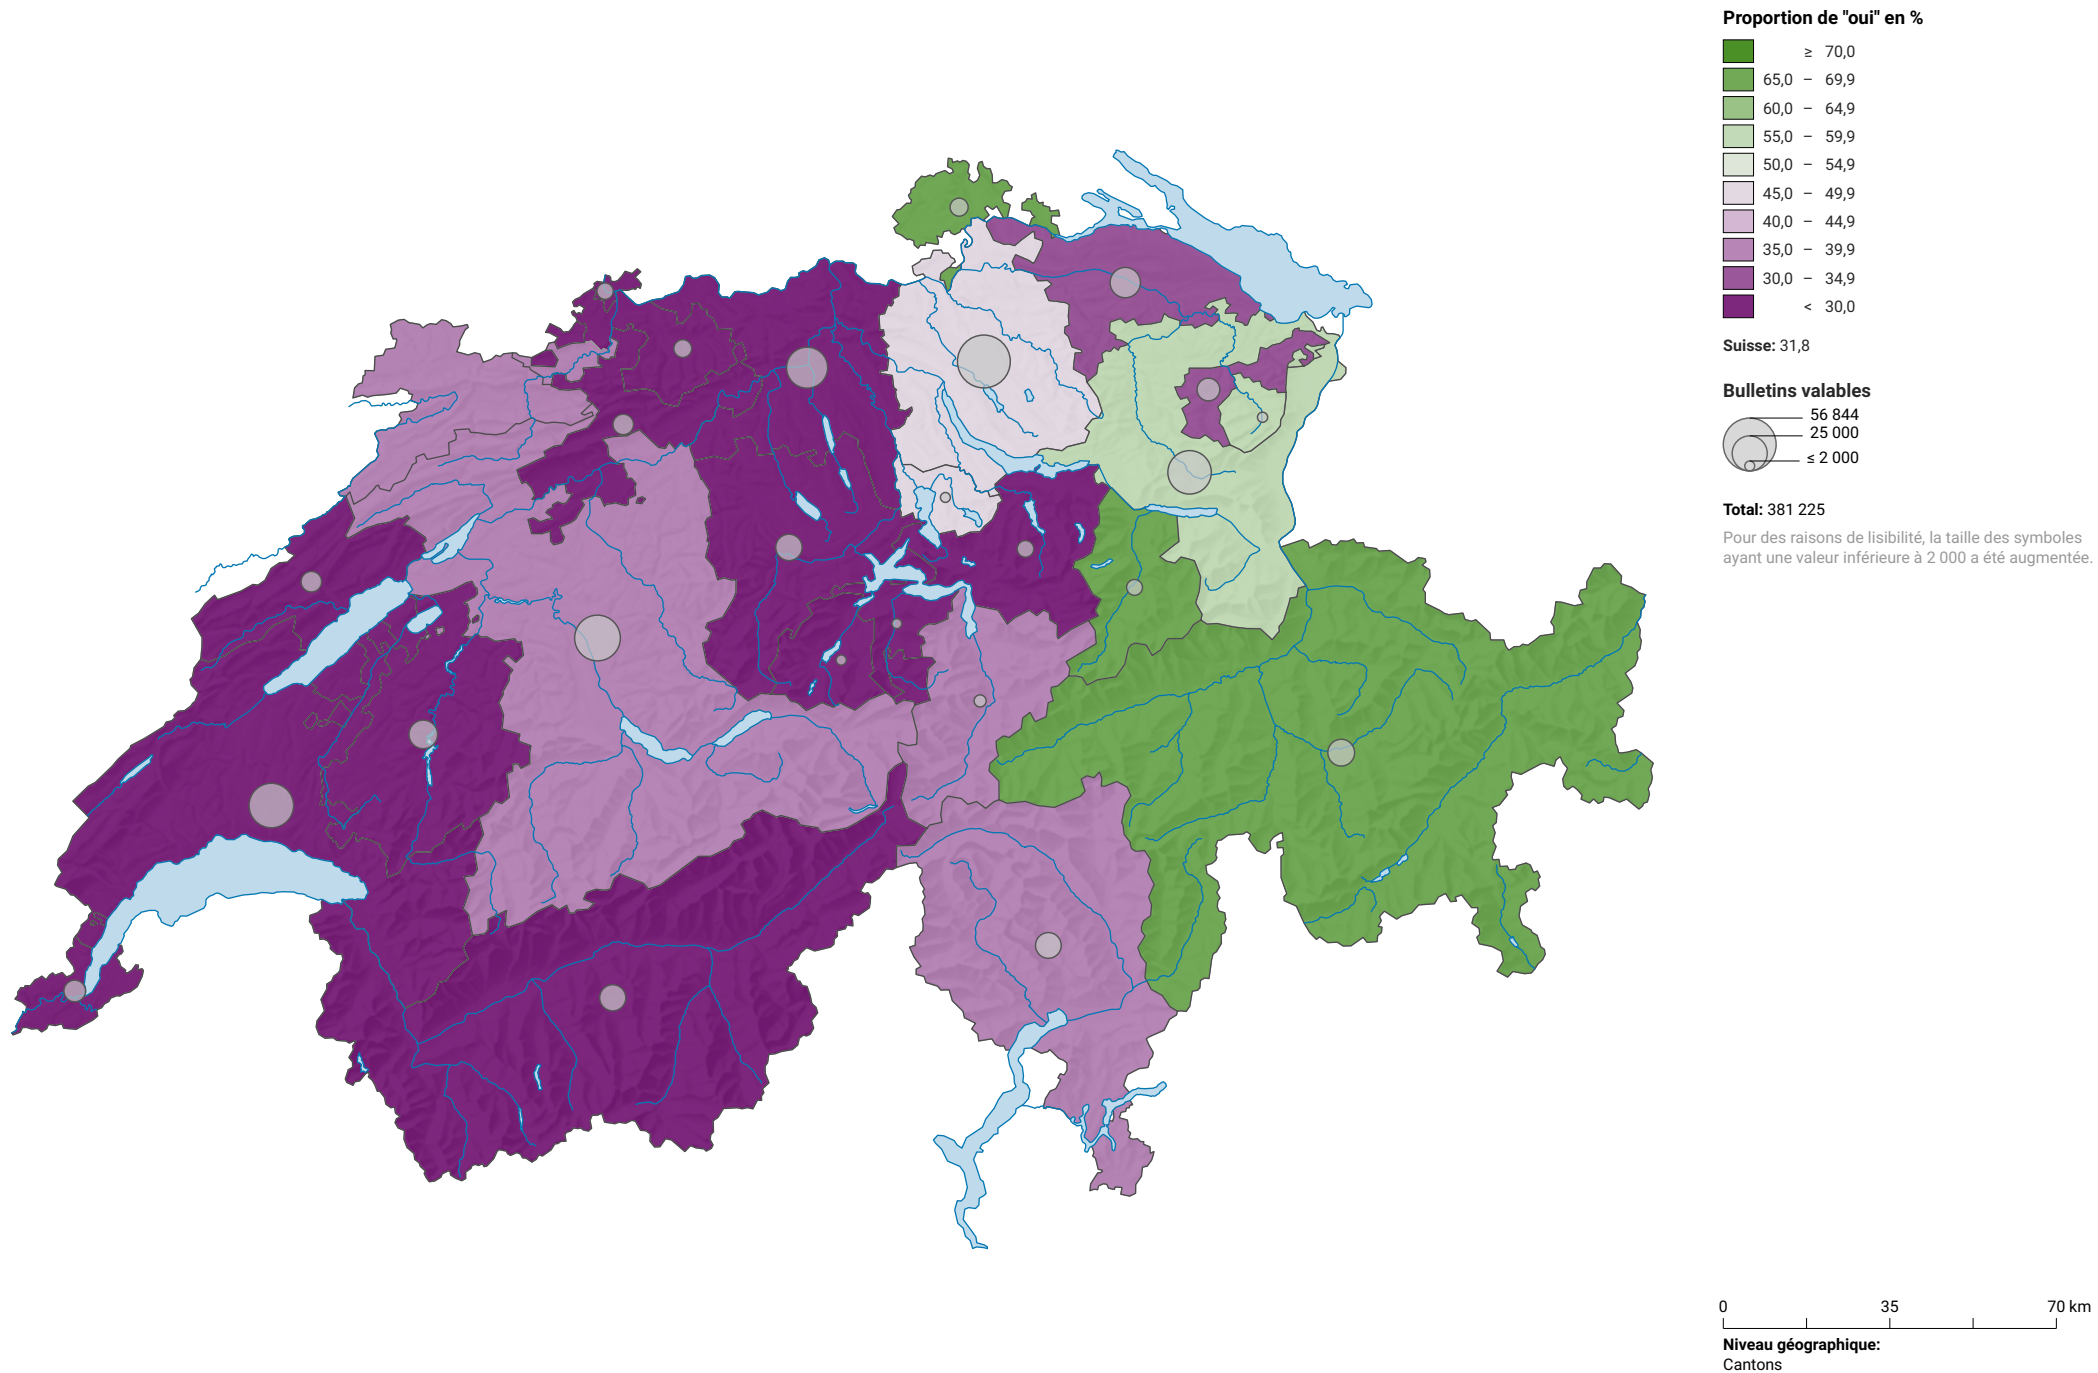 Proportion de "oui" en %
≥ 70,0
65,0 – 69,9
60,0 – 64,9
55,0 – 59,9
50,0 – 54,9
45,0 – 49,9
40,0 – 44,9
35,0 – 39,9
30,0 – 34,9
< 30,0
Suisse: 31,8
Bulletins valables
56 844
25 000
≤ 2 000
Total: 381 225
Pour des raisons de lisibilité, la taille des symboles
ayant une valeur inférieure à 2 000 a été augmentée.
0 35 70 km
Niveau géographique:
Cantons